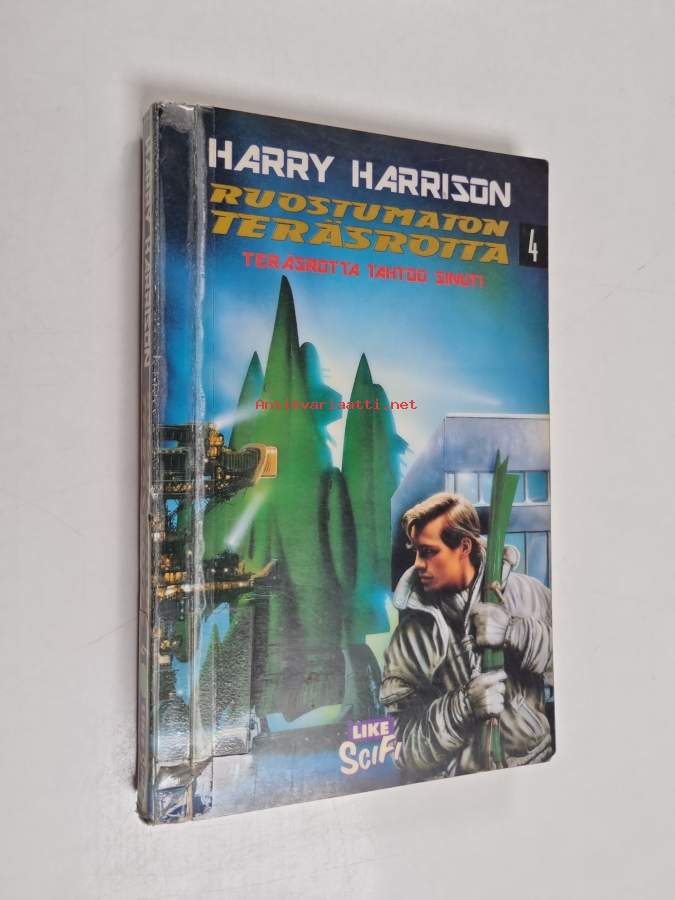 HARRY HARRISON
RUOSTUMATON
TERÄSROTTA
4
TERÄSROTTA TAHTOO SINUT!
Antikvariaatti.net
LIKE
SCIFI
HARRY HARRISON